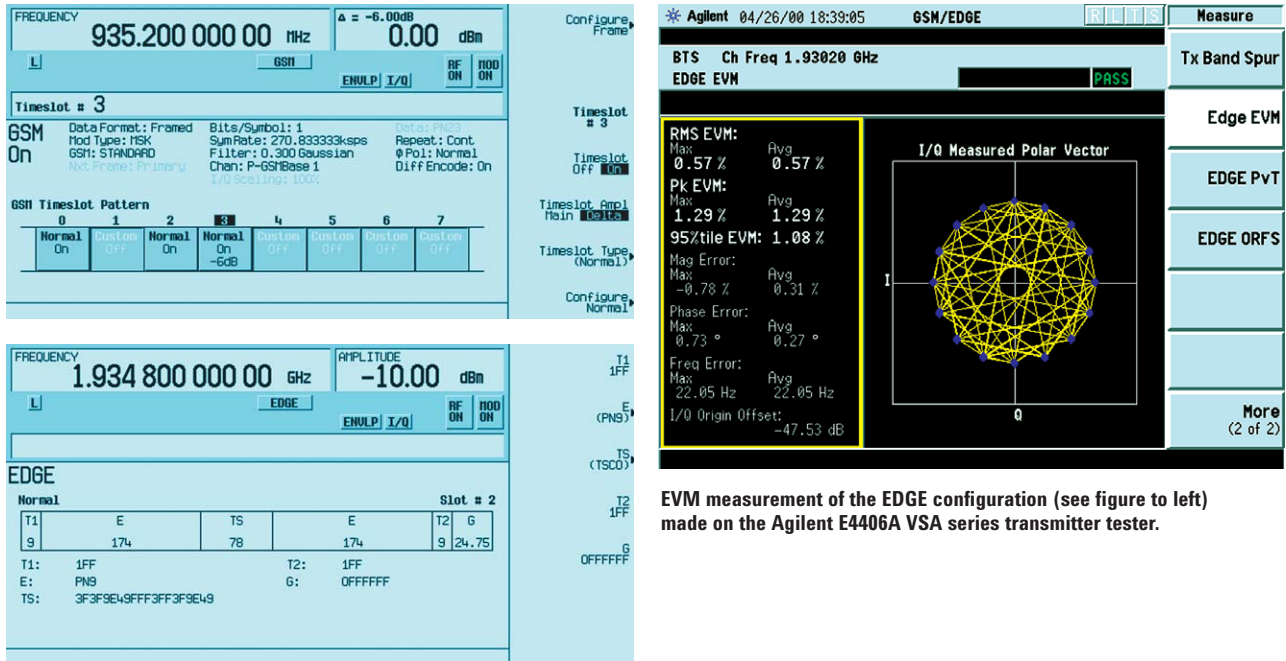 FREQUENCY
935.200 000 00 MHz
Δ = -6.00dB
0.00 dBm
L
GSM
ENVLP I/Q
RF ON
MOD ON
Timeslot # 3
GSM On
Data Format: Framed Bits/Symbol: 1 Data: PN23
Mod Type: MSK Sym Rate: 270.833333ksps Repeat: Cont
GSM: STANDARD Filter: 0.300 Gaussian ϕ Pol: Normal
Nxt Frame: Primary Chan: P-GSMBase 1 Diff Encode: On
I/Q Scaling: 100%
GSM Timeslot Pattern
0 1 2 3 4 5 6 7
Normal Custom Normal Normal Custom Custom Custom Custom
On Off On On Off Off Off Off
-6dB
Configure Frame
Timeslot # 3
Timeslot Off On
Timeslot Ampl Main Delta
Timeslot Type (Normal)
Configure Normal
FREQUENCY
1.934 800 000 00 GHz
AMPLITUDE
-10.00 dBm
L
EDGE
ENVLP I/Q
RF ON
MOD ON
EDGE
Normal Slot # 2
T1 E TS E T2 G
9 174 78 174 9 24.75
T1: 1FF T2: 1FF
E: PN9 G: 0FFFFFF
TS: 3F3F9E49FFF3FF3F9E49
T1
1FF
E
(PN9)
TS
(TSC0)
T2
1FF
G
0FFFFFF
Agilent 04/26/00 18:39:05 GSM/EDGE R L T S
Measure
BTS Ch Freq 1.93020 GHz
EDGE EVM PASS
RMS EVM:
Max Avg
0.57 % 0.57 %
Pk EVM:
Max Avg
1.29 % 1.29 %
95%tile EVM: 1.08 %
Mag Error:
Max Avg
-0.78 % 0.31 %
Phase Error:
Max Avg
0.73 ° 0.27 °
Freq Error:
Max Avg
22.05 Hz 22.05 Hz
I/Q Origin Offset:
-47.53 dB
I/Q Measured Polar Vector
I
Q
Tx Band Spur
Edge EVM
EDGE PvT
EDGE ORFS
More
(2 of 2)
EVM measurement of the EDGE configuration (see figure to left)
made on the Agilent E4406A VSA series transmitter tester.